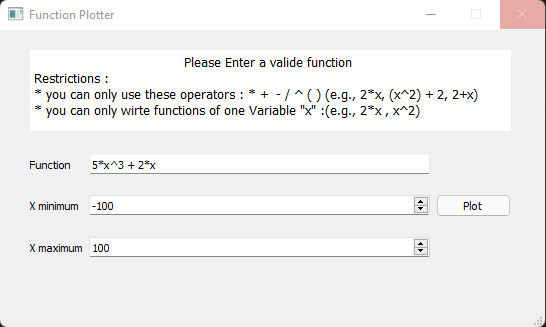 Function Plotter
Please Enter a valide function
Restrictions :
* you can only use these operators : * + - / ^ ( ) (e.g., 2*x, (x^2) + 2, 2+x)
* you can only wirte functions of one Variable "x" :(e.g., 2*x , x^2)
Function 5*x^3 + 2*x
X minimum -100 Plot
X maximum 100